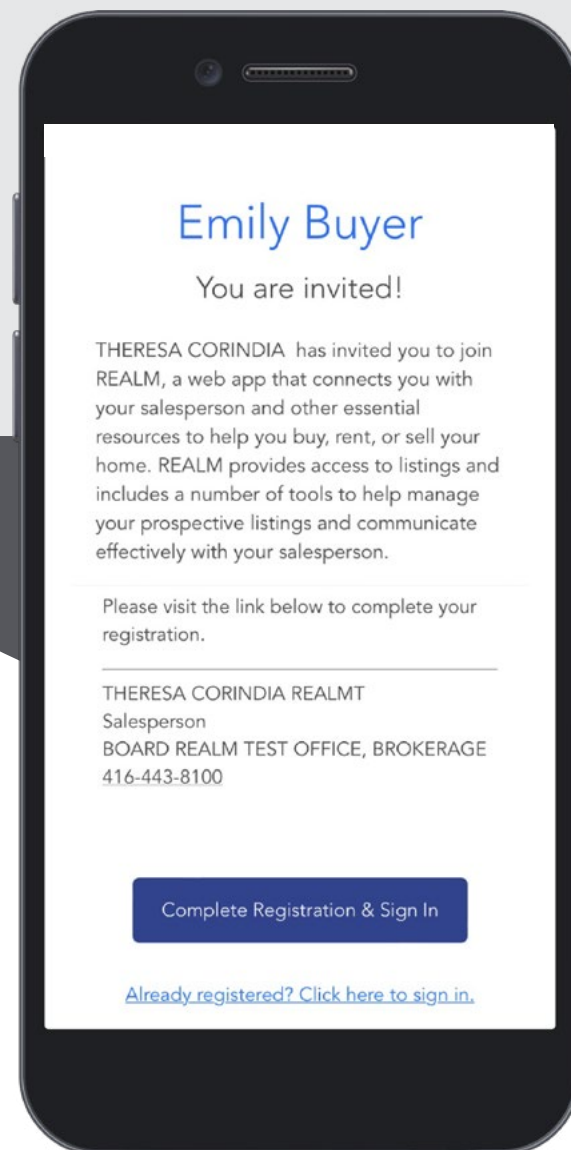 Emily Buyer
You are invited!
THERESA CORINDIA has invited you to join
REALM, a web app that connects you with
your salesperson and other essential
resources to help you buy, rent, or sell your
home. REALM provides access to listings and
includes a number of tools to help manage
your prospective listings and communicate
effectively with your salesperson.
Please visit the link below to complete your
registration.
THERESA CORINDIA REALMT
Salesperson
BOARD REALM TEST OFFICE, BROKERAGE
416-443-8100
Complete Registration & Sign In
Already registered? Click here to sign in.